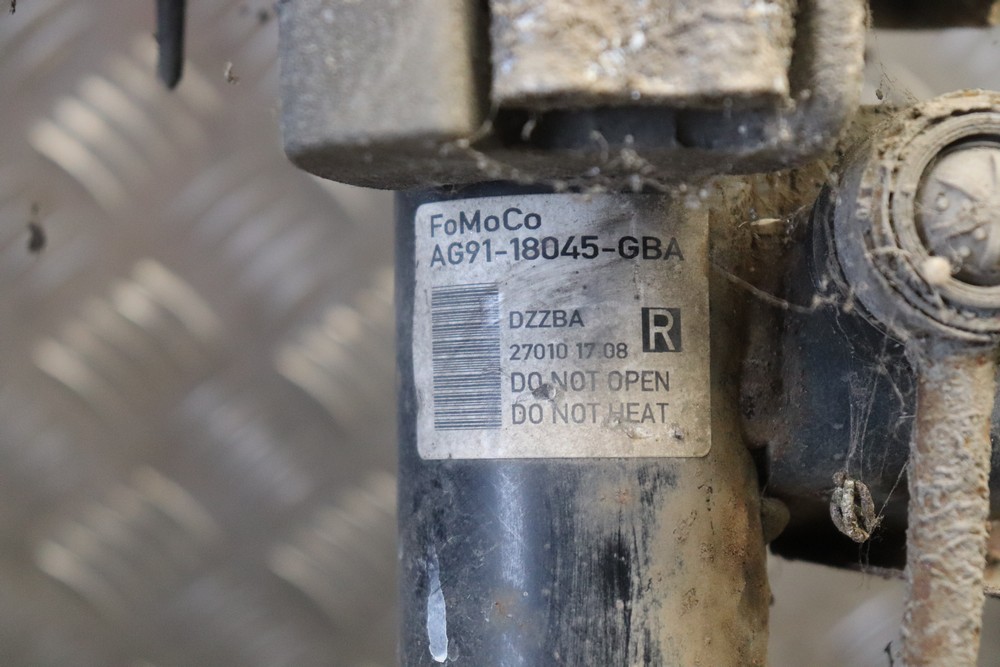 FoMoCo
AG91-18045-GBA
DZZBA
R
27010 17:08
DO NOT OPEN
DO NOT HEAT